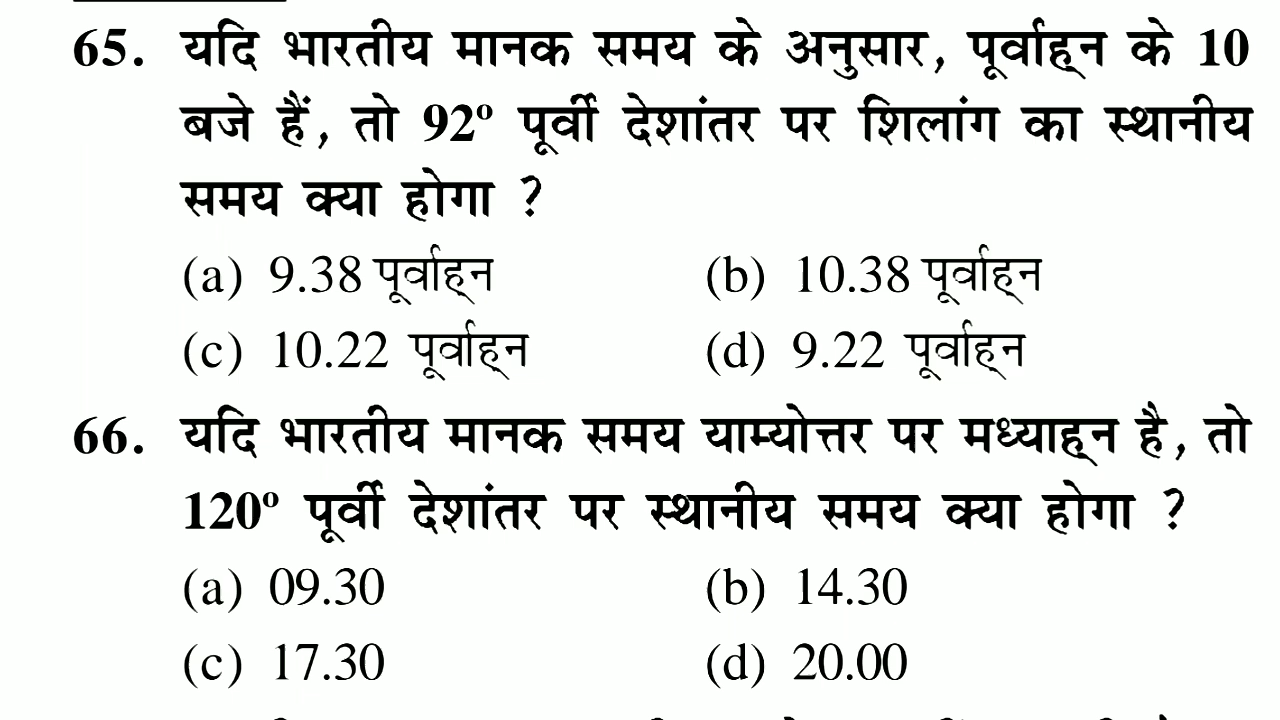 65. यदि भारतीय मानक समय के अनुसार, पूर्वाह्न के 10
बजे हैं, तो 92º पूर्वी देशांतर पर शिलांग का स्थानीय
समय क्या होगा ?
(a) 9.38 पूर्वाह्न (b) 10.38 पूर्वाह्न
(c) 10.22 पूर्वाह्न (d) 9.22 पूर्वाह्न
66. यदि भारतीय मानक समय याम्योत्तर पर मध्याह्न है, तो
120º पूर्वी देशांतर पर स्थानीय समय क्या होगा ?
(a) 09.30 (b) 14.30
(c) 17.30 (d) 20.00